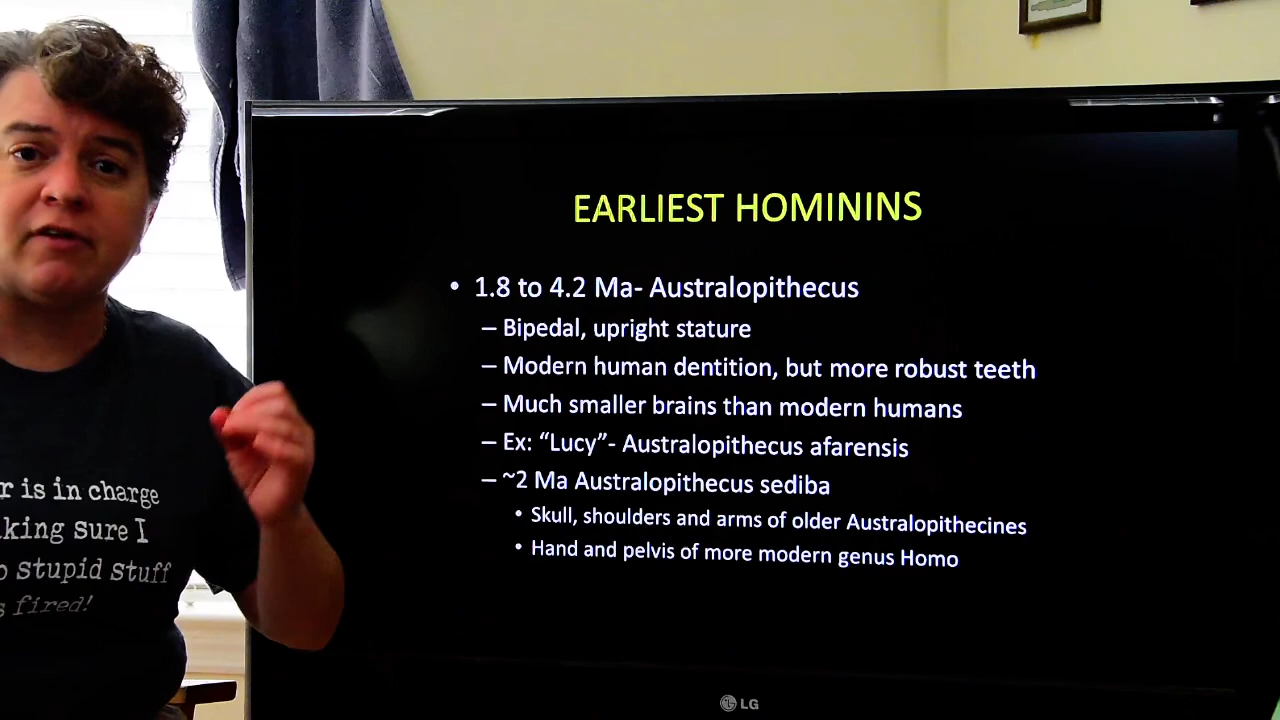 EARLIEST HOMININS
• 1.8 to 4.2 Ma- Australopithecus
– Bipedal, upright stature
– Modern human dentition, but more robust teeth
– Much smaller brains than modern humans
– Ex: “Lucy”- Australopithecus afarensis
– ~2 Ma Australopithecus sediba
• Skull, shoulders and arms of older Australopithecines
• Hand and pelvis of more modern genus Homo
r is in charge
king sure I
o stupid stuff
s fired!
LG